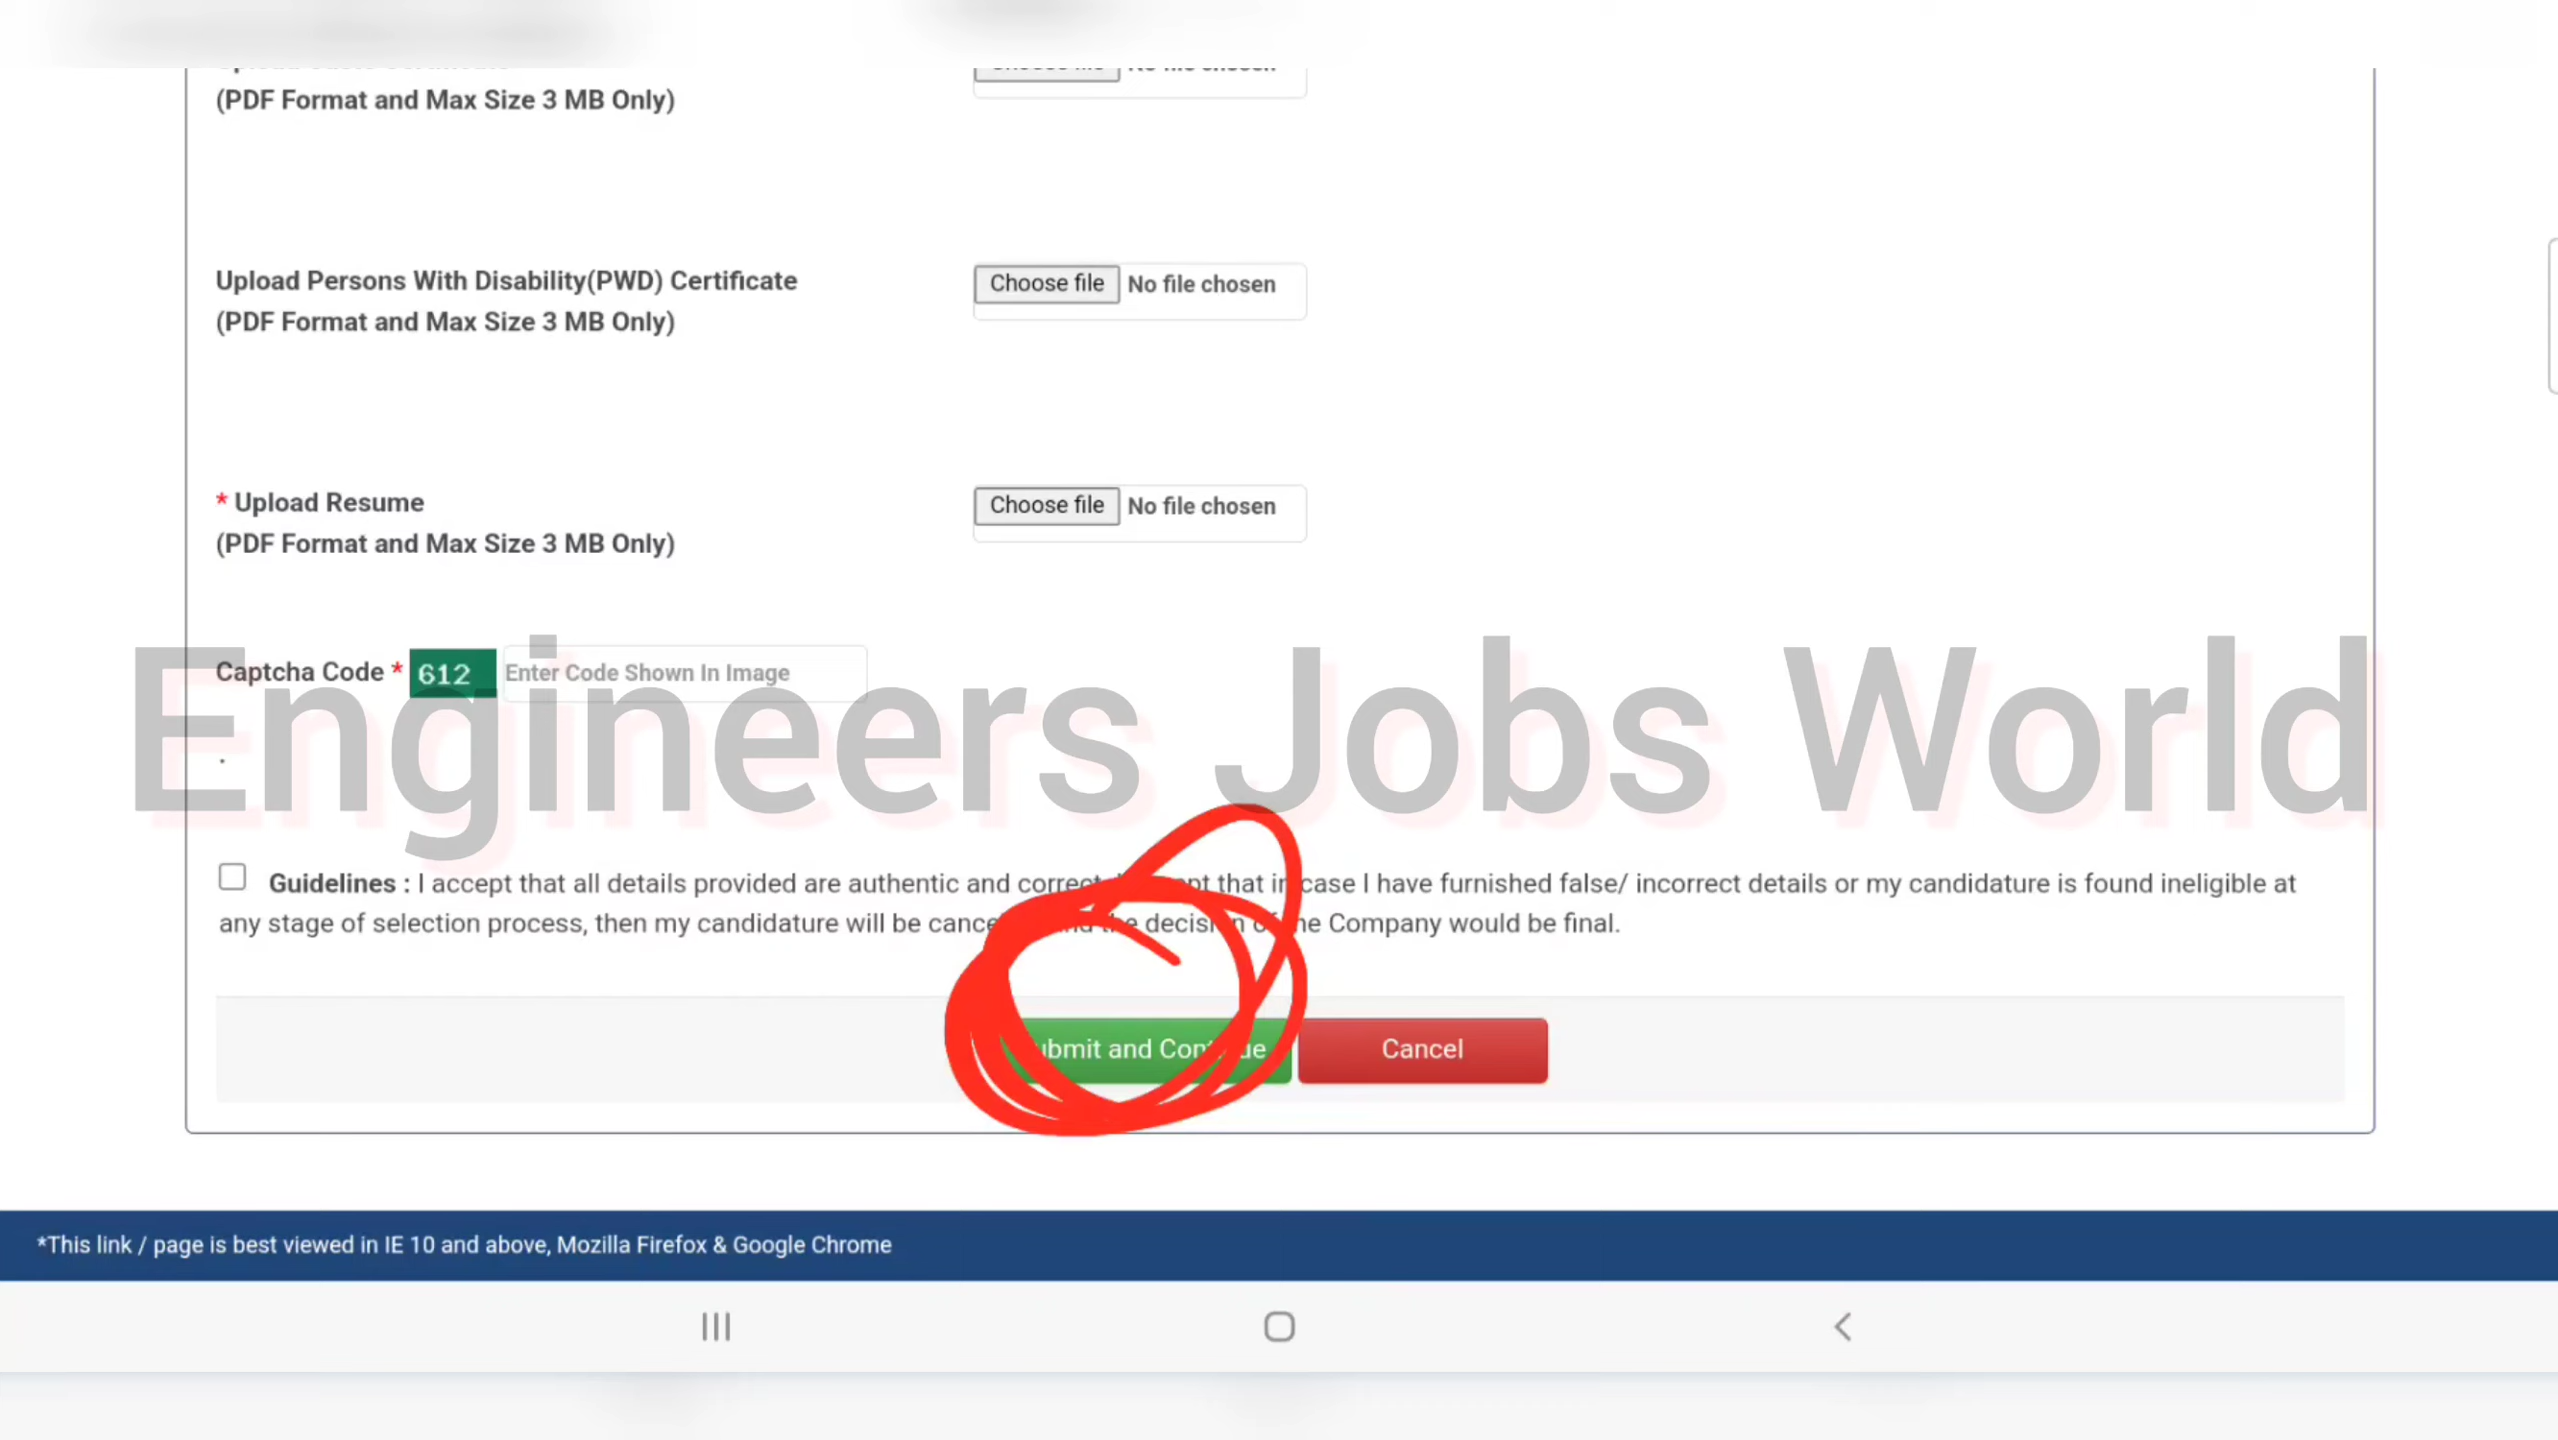 (PDF Format and Max Size 3 MB Only)
Upload Persons With Disability(PWD) Certificate
Choose file No file chosen
(PDF Format and Max Size 3 MB Only)
* Upload Resume
Choose file No file chosen
(PDF Format and Max Size 3 MB Only)
Captcha Code * 612 Enter Code Shown In Image
Engineers Jobs World
Guidelines : I accept that all details provided are authentic and correct that in case I have furnished false/ incorrect details or my candidature is found ineligible at
any stage of selection process, then my candidature will be the decision Company would be final.
and Cancel
*This link / page is best viewed in IE 10 and above, Mozilla Firefox & Google Chrome